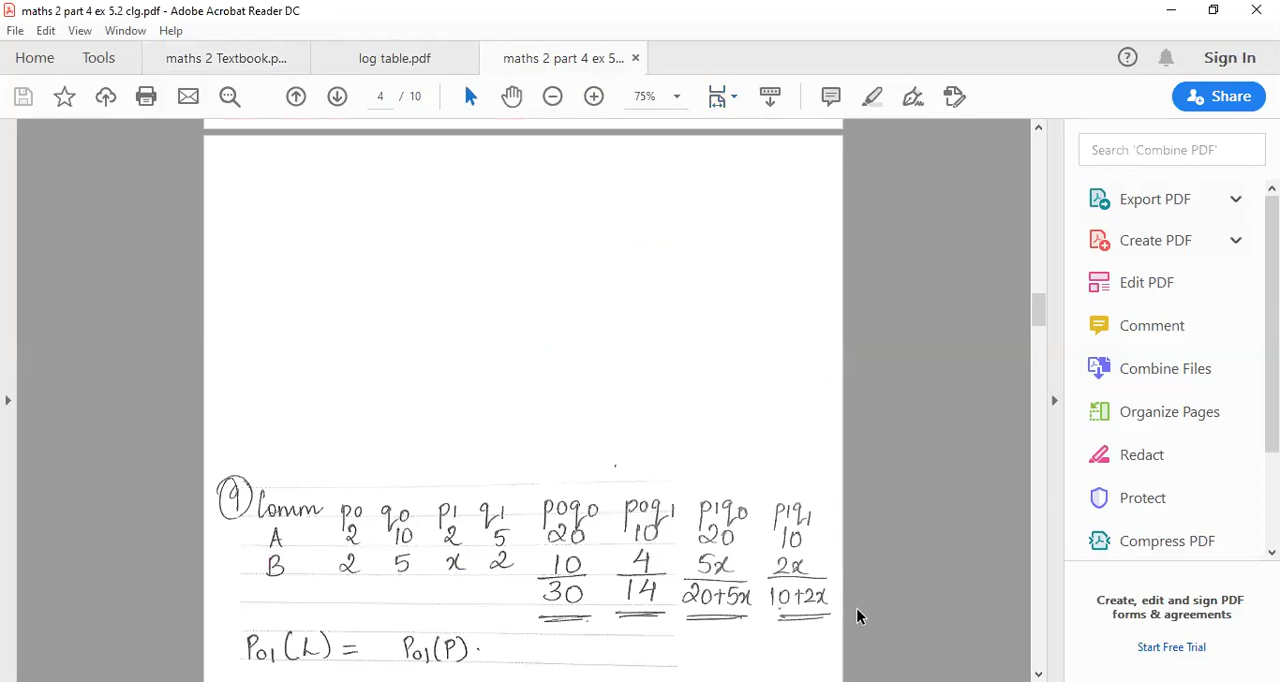 maths 2 part 4 ex 5.2 clg.pdf - Adobe Acrobat Reader DC
File Edit View Window Help
Home Tools maths 2 Textbook.p... log table.pdf maths 2 part 4 ex 5... × Sign In
4 / 10 75% Share
Search 'Combine PDF'
Export PDF
Create PDF
Edit PDF
Comment
Combine Files
Organize Pages
Redact
Protect
Compress PDF
Create, edit and sign PDF
forms & agreements
Start Free Trial
9 Comm p0 q0 p1 q1 p0q0 p0q1 p1q0 p1q1
A 2 10 2 5 20 10 20 10
B 2 5 x 2 10 4 5x 2x
30 14 20+5x 10+2x
P01(L) = P01(P).